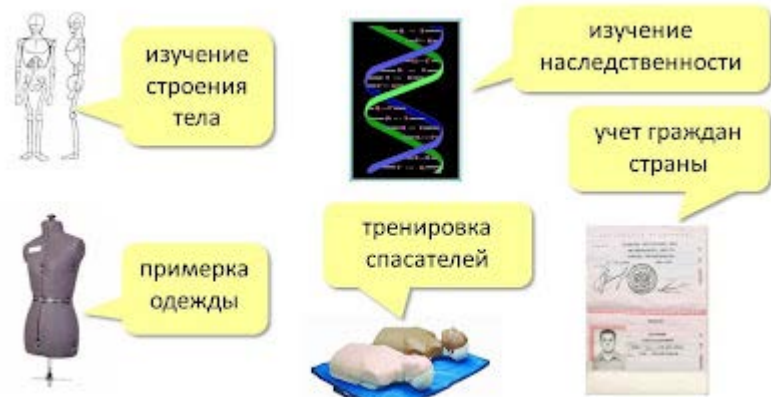 изучение
строения
тела
изучение
наследственности
учет граждан
страны
примерка
одежды
тренировка
спасателей